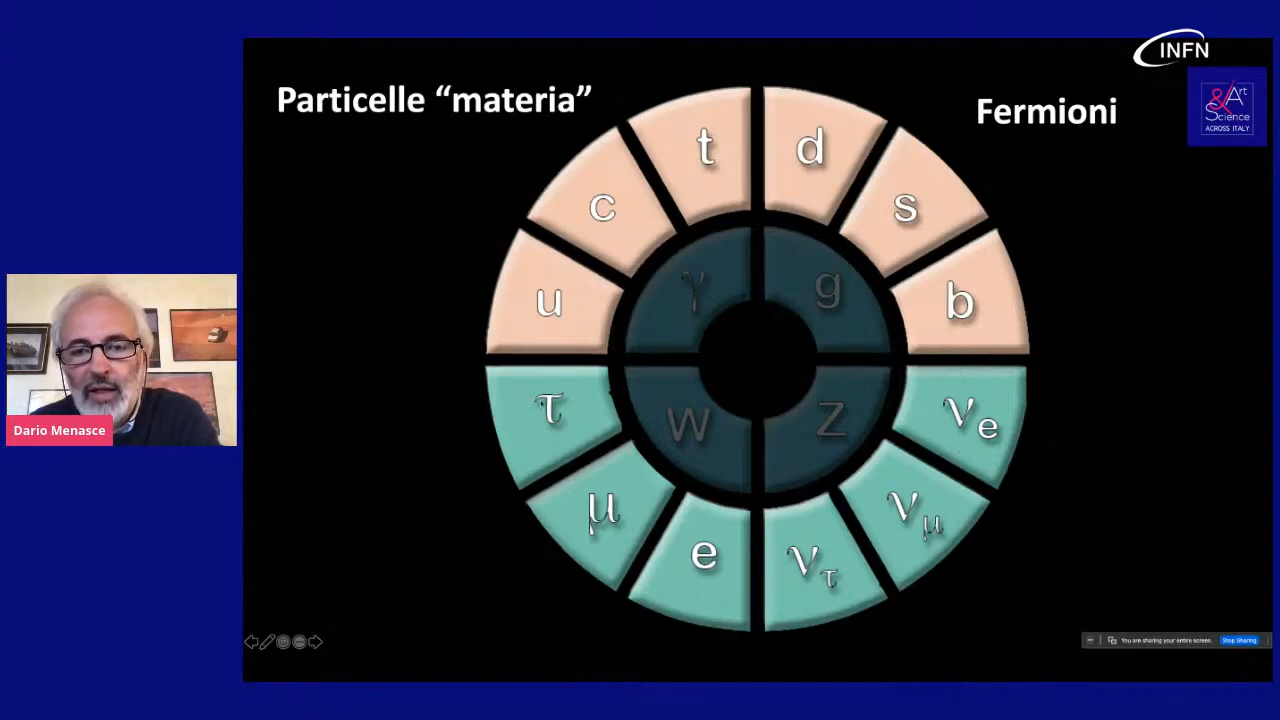 INFN
&Art
Science
ACROSS ITALY
Particelle “materia”
Fermioni
t
d
c
s
u
b
γ
g
τ
W
Z
νe
μ
νμ
e
ντ
Dario Menasce
You are sharing your entire screen.
Stop Sharing